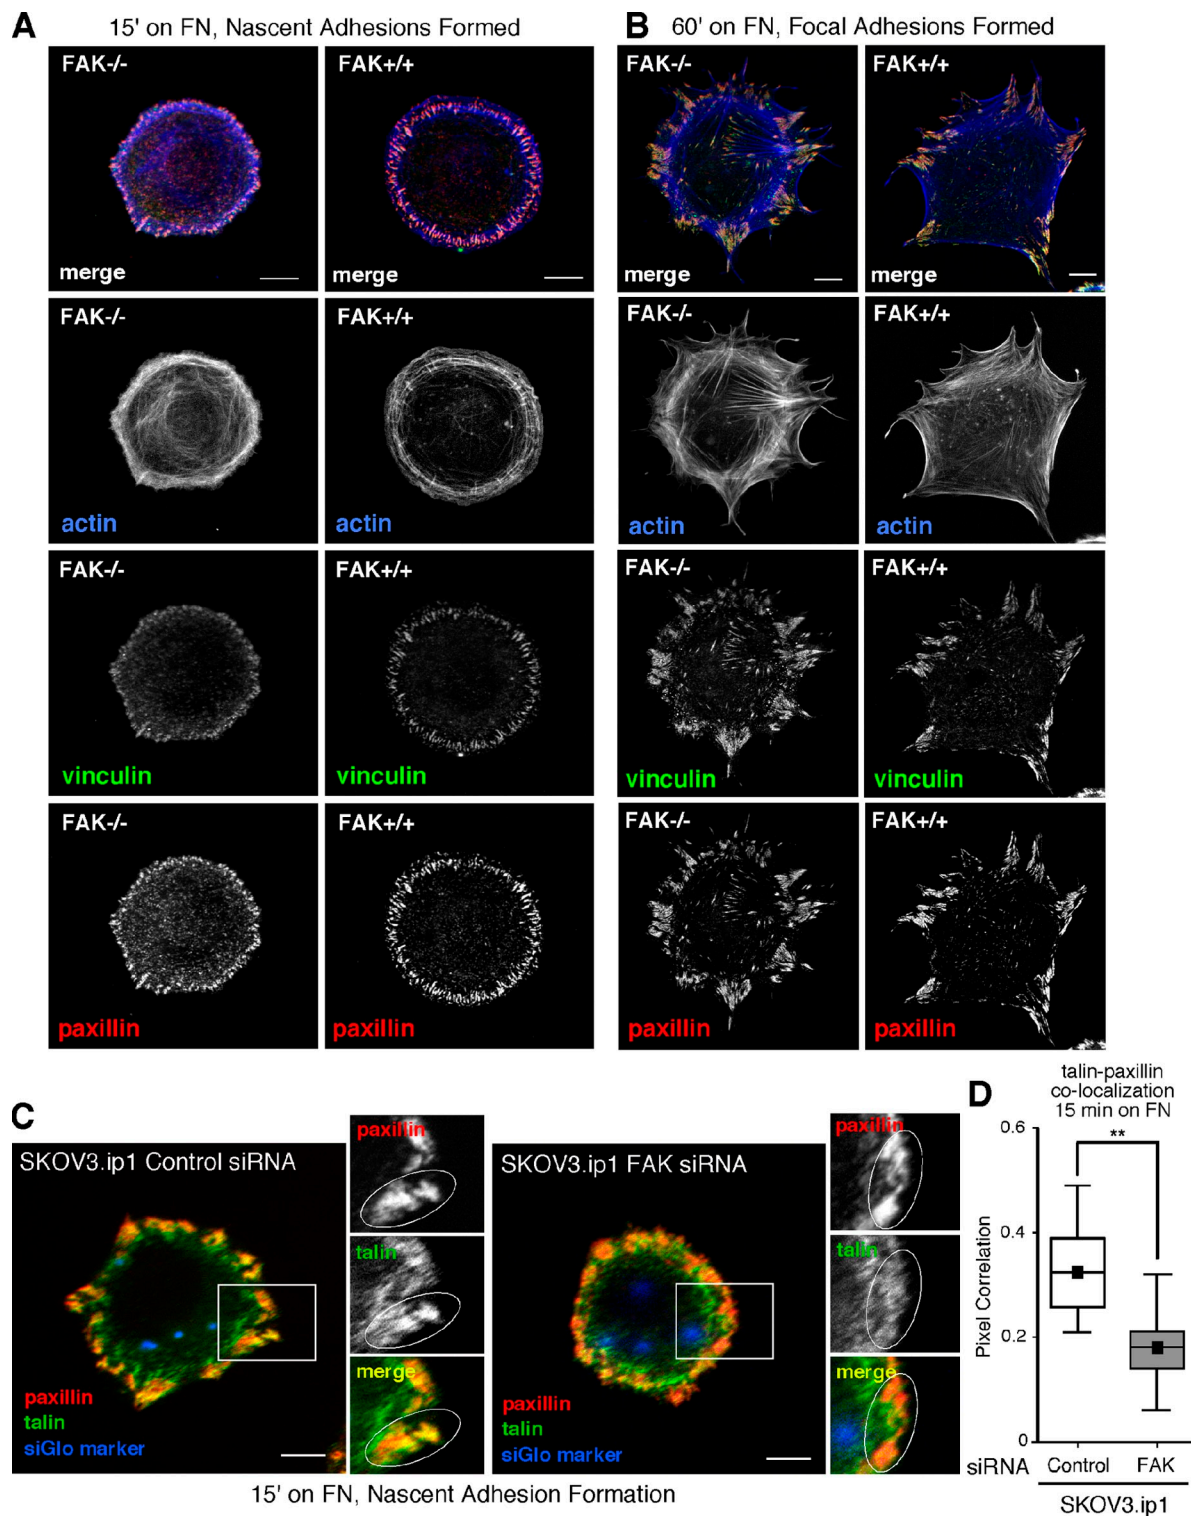 A
15' on FN, Nascent Adhesions Formed
FAK-/-
FAK+/+
merge
merge
FAK-/-
FAK+/+
actin
actin
FAK-/-
FAK+/+
vinculin
vinculin
FAK-/-
FAK+/+
paxillin
paxillin
B
60' on FN, Focal Adhesions Formed
FAK-/-
FAK+/+
merge
merge
FAK-/-
FAK+/+
actin
actin
FAK-/-
FAK+/+
vinculin
vinculin
FAK-/-
FAK+/+
paxillin
paxillin
C
SKOV3.ip1 Control siRNA
paxillin
talin
siGlo marker
paxillin
talin
merge
SKOV3.ip1 FAK siRNA
paxillin
talin
siGlo marker
paxillin
talin
merge
15' on FN, Nascent Adhesion Formation
D
talin-paxillin
co-localization
15 min on FN
**
Pixel Correlation
0.6
0.4
0.2
0
siRNA Control FAK
SKOV3.ip1